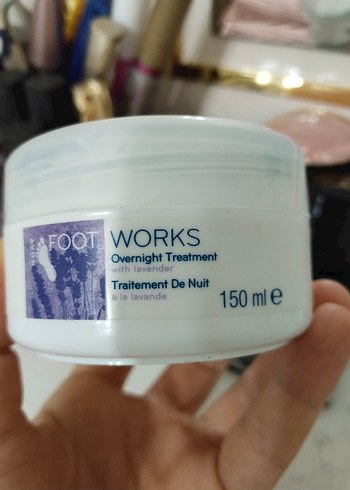 FOOT WORKS
Overnight Treatment
with lavender
Traitement De Nuit
à la lavande
150 ml e